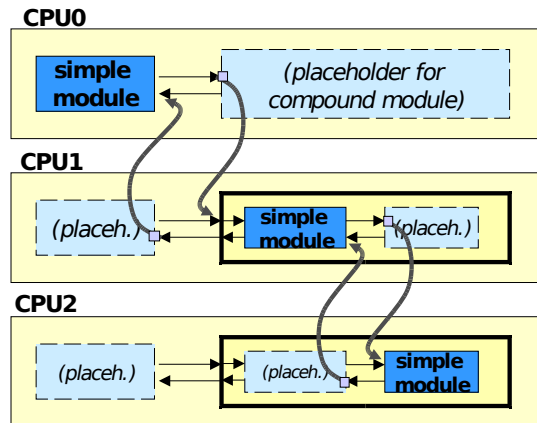 CPU0
simple
module
(placeholder for
compound module)
CPU1
(placeh.)
simple
module
(placeh.)
CPU2
(placeh.)
(placeh.)
simple
module